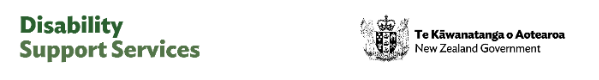 Disability
Support Services
Te Kāwanatanga o Aotearoa
New Zealand Government